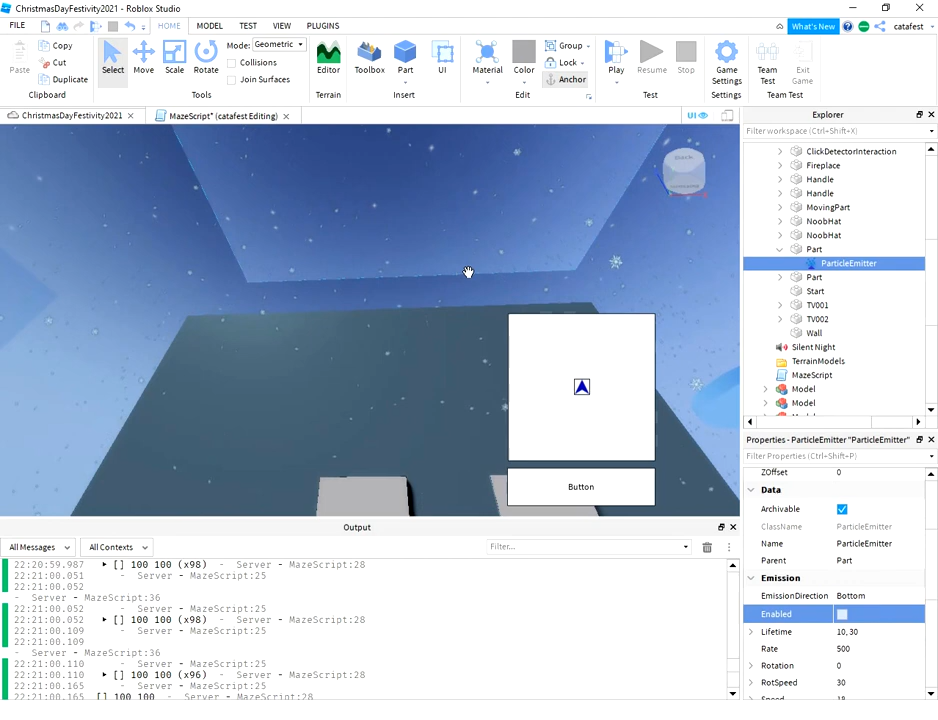 ChristmasDayFestivity2021 - Roblox Studio
FILE HOME MODEL TEST VIEW PLUGINS What's New catafest
Paste Copy Cut Duplicate Select Move Scale Rotate Mode: Geometric Collisions Join Surfaces Editor Toolbox Part UI Material Color Group Lock Anchor Play Resume Stop Game Settings Team Test Exit Game
Clipboard Tools Terrain Insert Edit Test Settings Team Test
ChristmasDayFestivity2021 MazeScript* (catafest Editing) UI
Explorer
Filter workspace (Ctrl+Shift+X)
ClickDetectorInteraction
Fireplace
Handle
Handle
MovingPart
NoobHat
NoobHat
Part
ParticleEmitter
Part
Start
TV001
TV002
Wall
Silent Night
TerrainModels
MazeScript
Model
Model
Button
Properties - ParticleEmitter "ParticleEmitter"
Filter Properties (Ctrl+Shift+P)
ZOffset 0
Data
Archivable
ClassName ParticleEmitter
Name ParticleEmitter
Parent Part
Emission
EmissionDirection Bottom
Enabled
Lifetime 10,30
Rate 500
Rotation 0
RotSpeed 30
Output
All Messages All Contexts Filter...
22:20:59.987 [] 100 100 (x98) - Server - MazeScript:28
22:21:00.051 - Server - MazeScript:25
22:21:00.052
- Server - MazeScript:36
22:21:00.052 - Server - MazeScript:25
22:21:00.052 [] 100 100 (x98) - Server - MazeScript:28
22:21:00.109 - Server - MazeScript:25
22:21:00.109
- Server - MazeScript:36
22:21:00.110 - Server - MazeScript:25
22:21:00.110 [] 100 100 (x96) - Server - MazeScript:28
22:21:00.165 - Server - MazeScript:25
22:21:00.165 [] 100 100 - Server - MazeScript:28